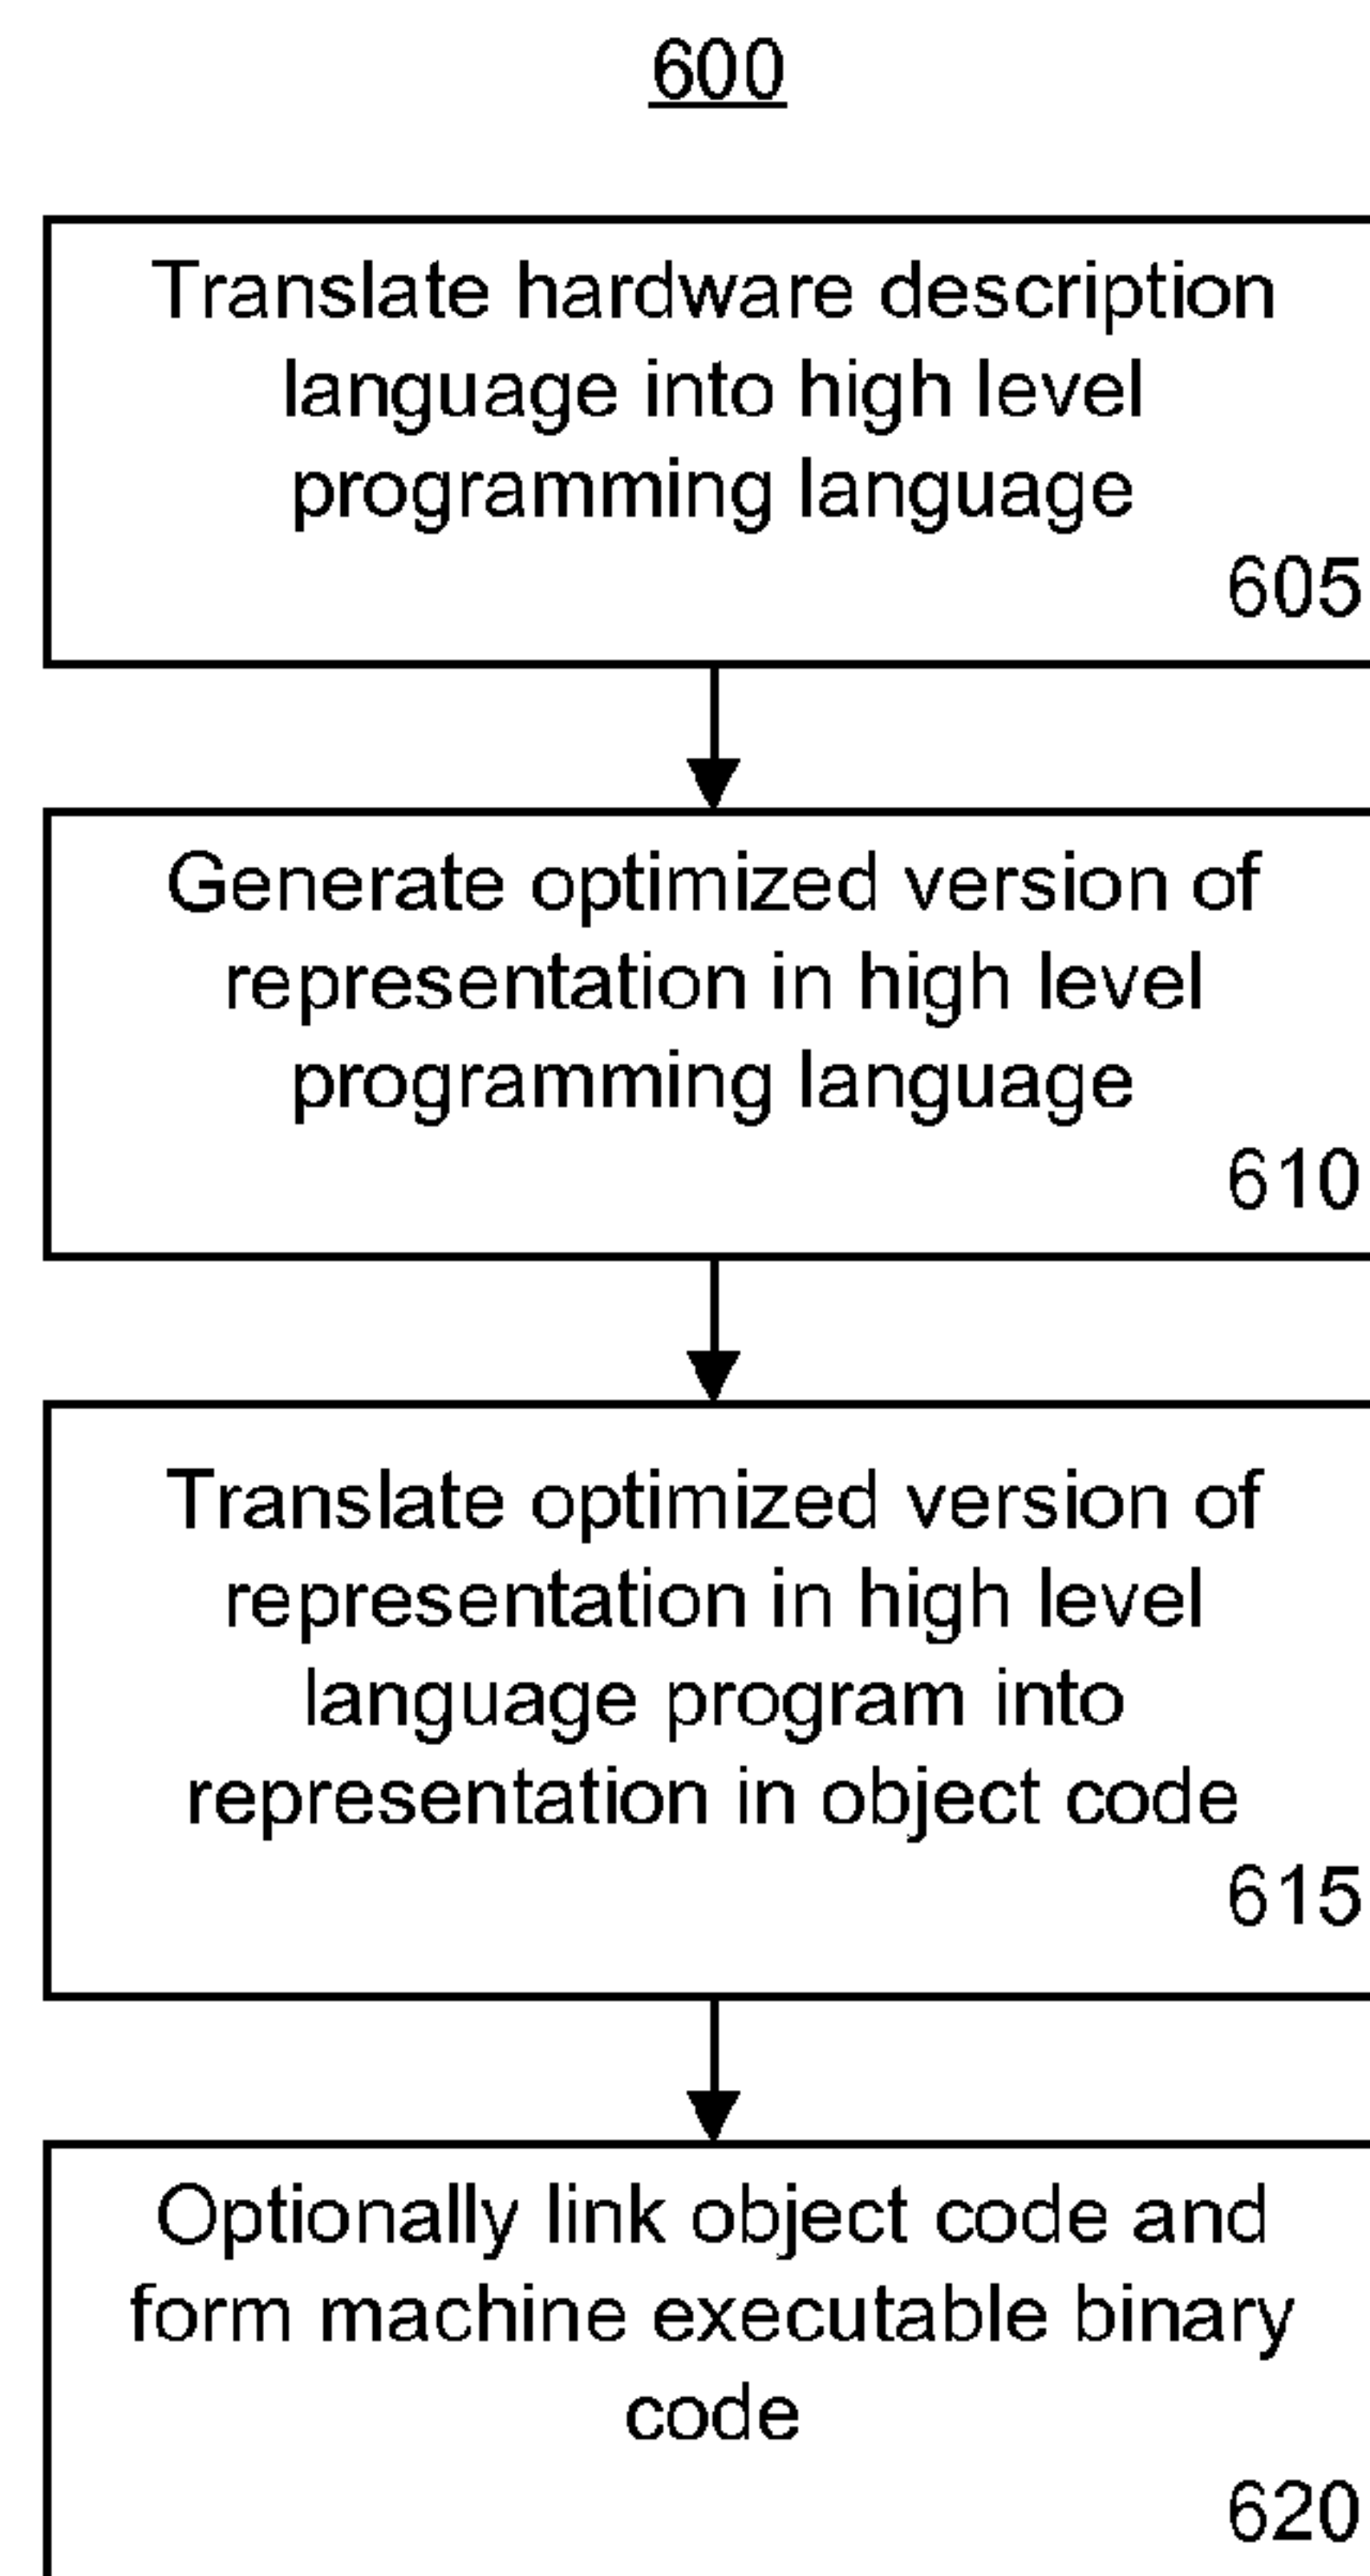 600
Translate hardware description
language into high level
programming language
605
Generate optimized version of
representation in high level
programming language
610
Translate optimized version of
representation in high level
language program into
representation in object code
615
Optionally link object code and
form machine executable binary
code
620